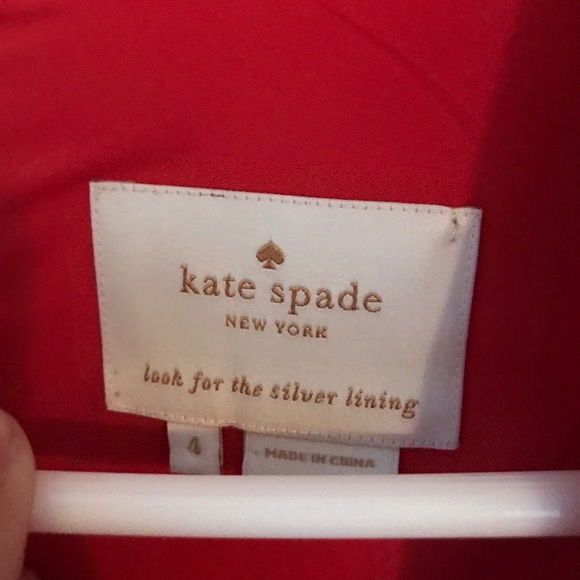 kate spade
NEW YORK
look for the silver lining
4
MADE IN CHINA